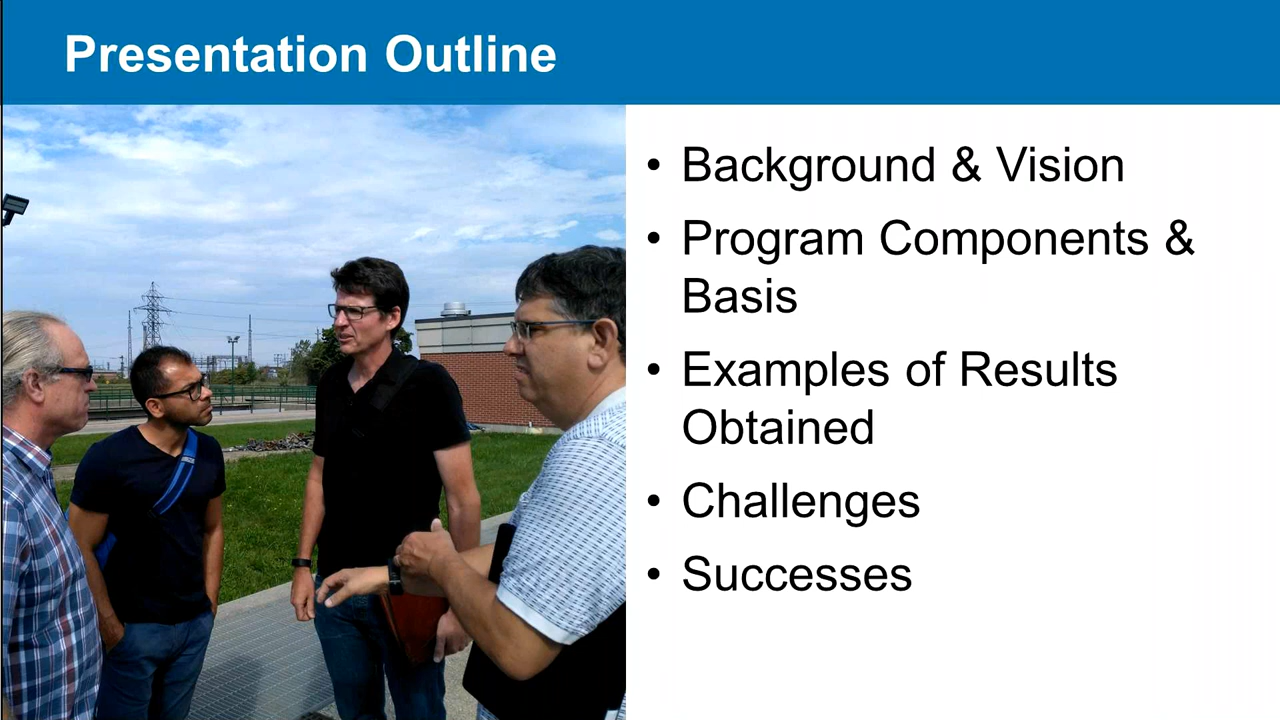 Presentation Outline
• Background & Vision
• Program Components &
Basis
• Examples of Results
Obtained
• Challenges
• Successes